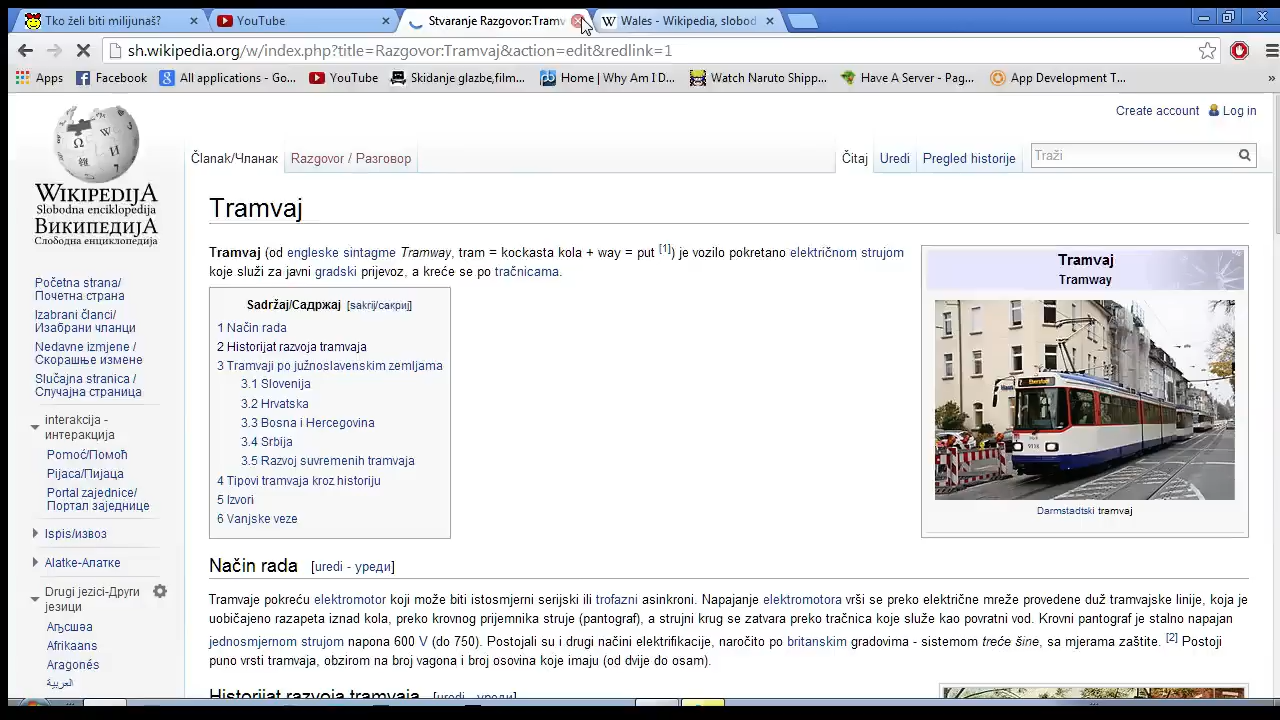 Tko želi biti milijunaš?
YouTube
Stvaranje Razgovor:Tramv
Wales - Wikipedia, slobod
sh.wikipedia.org/w/index.php?title=Razgovor:Tramvaj&action=edit&redlink=1
Apps
Facebook
All applications - Go...
YouTube
Skidanje glazbe,film...
Home | Why Am I D...
Watch Naruto Shipp...
Have A Server - Pag...
App Development T...
»
Create account
Log in
Članak/Чланак
Razgovor / Разговор
Čitaj
Uredi
Pregled historije
Traži
WIKIPEDIJA
Slobodna enciklopedija
ВИКИПЕДИЈА
Слободна енциклопедија
Početna strana/
Почетна страна
Izabrani članci/
Изабрани чланци
Nedavne izmjene /
Скорашње измене
Slučajna stranica /
Случајна страница
interakcija -
интеракција
Pomoć/Помоћ
Pijaca/Пијаца
Portal zajednice/
Портал заједнице
Ispis/извоз
Alatke-Алатке
Drugi jezici-Други
језици
Аҧсшәа
Afrikaans
Aragonés
العربية
Tramvaj
Tramvaj (od engleske sintagme Tramway, tram = kockasta kola + way = put [1]) je vozilo pokretano električnom strujom
koje služi za javni gradski prijevoz, a kreće se po tračnicama.
Sadržaj/Садржај [sakrij/сакриј]
1 Način rada
2 Historijat razvoja tramvaja
3 Tramvaji po južnoslavenskim zemljama
3.1 Slovenija
3.2 Hrvatska
3.3 Bosna i Hercegovina
3.4 Srbija
3.5 Razvoj suvremenih tramvaja
4 Tipovi tramvaja kroz historiju
5 Izvori
6 Vanjske veze
Tramvaj
Tramway
Darmstadtski tramvaj
Način rada [uredi - уреди]
Tramvaje pokreću elektromotor koji može biti istosmjerni serijski ili trofazni asinkroni. Napajanje elektromotora vrši se preko električne mreže provedene duž tramvajske linije, koja je
uobičajeno razapeta iznad kola, preko krovnog prijemnika struje (pantograf), a strujni krug se zatvara preko tračnica koje služe kao povratni vod. Krovni pantograf je stalno napajan
jednosmjernom strujom napona 600 V (do 750). Postojali su i drugi načini elektrifikacije, naročito po britanskim gradovima - sistemom treće šine, sa mjerama zaštite. [2] Postoji
puno vrsti tramvaja, obzirom na broj vagona i broj osovina koje imaju (od dvije do osam).
Historijat razvoja tramvaja [uredi - уреди]